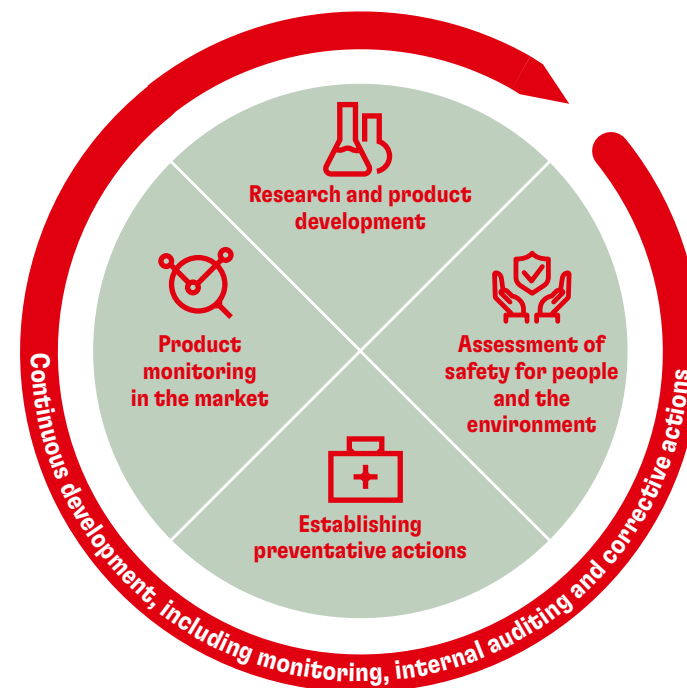 Research and product
development
Assessment of
safety for people
and the
environment
Establishing
preventative actions
Product
monitoring
in the market
Continuous development, including monitoring, internal auditing and corrective actions